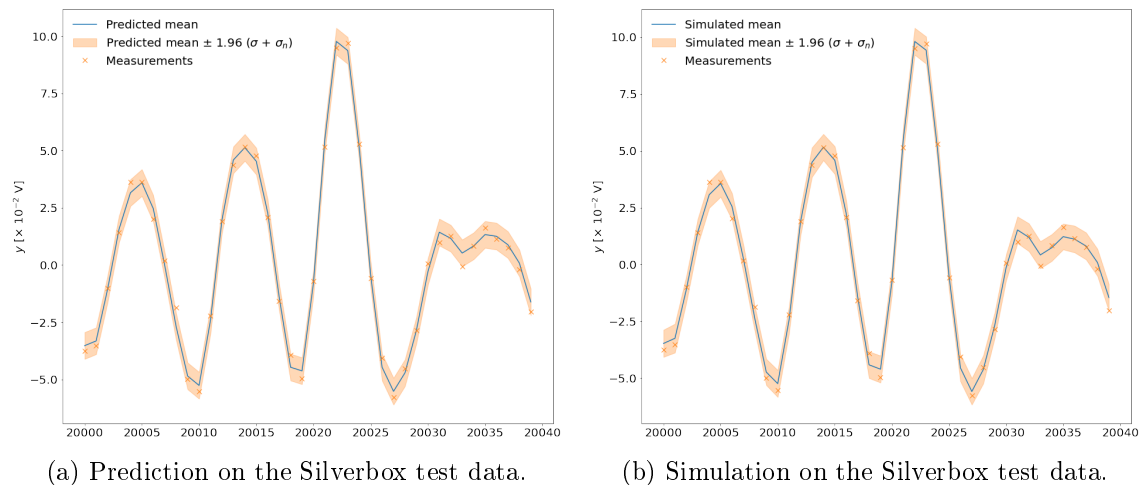 Predicted mean
Predicted mean ± 1.96 (σ + σₙ)
Measurements
y [× 10⁻² V]
10.0
7.5
5.0
2.5
0.0
−2.5
−5.0
20000 20005 20010 20015 20020 20025 20030 20035 20040
(a) Prediction on the Silverbox test data.
Simulated mean
Simulated mean ± 1.96 (σ + σₙ)
Measurements
y [× 10⁻² V]
10.0
7.5
5.0
2.5
0.0
−2.5
−5.0
20000 20005 20010 20015 20020 20025 20030 20035 20040
(b) Simulation on the Silverbox test data.